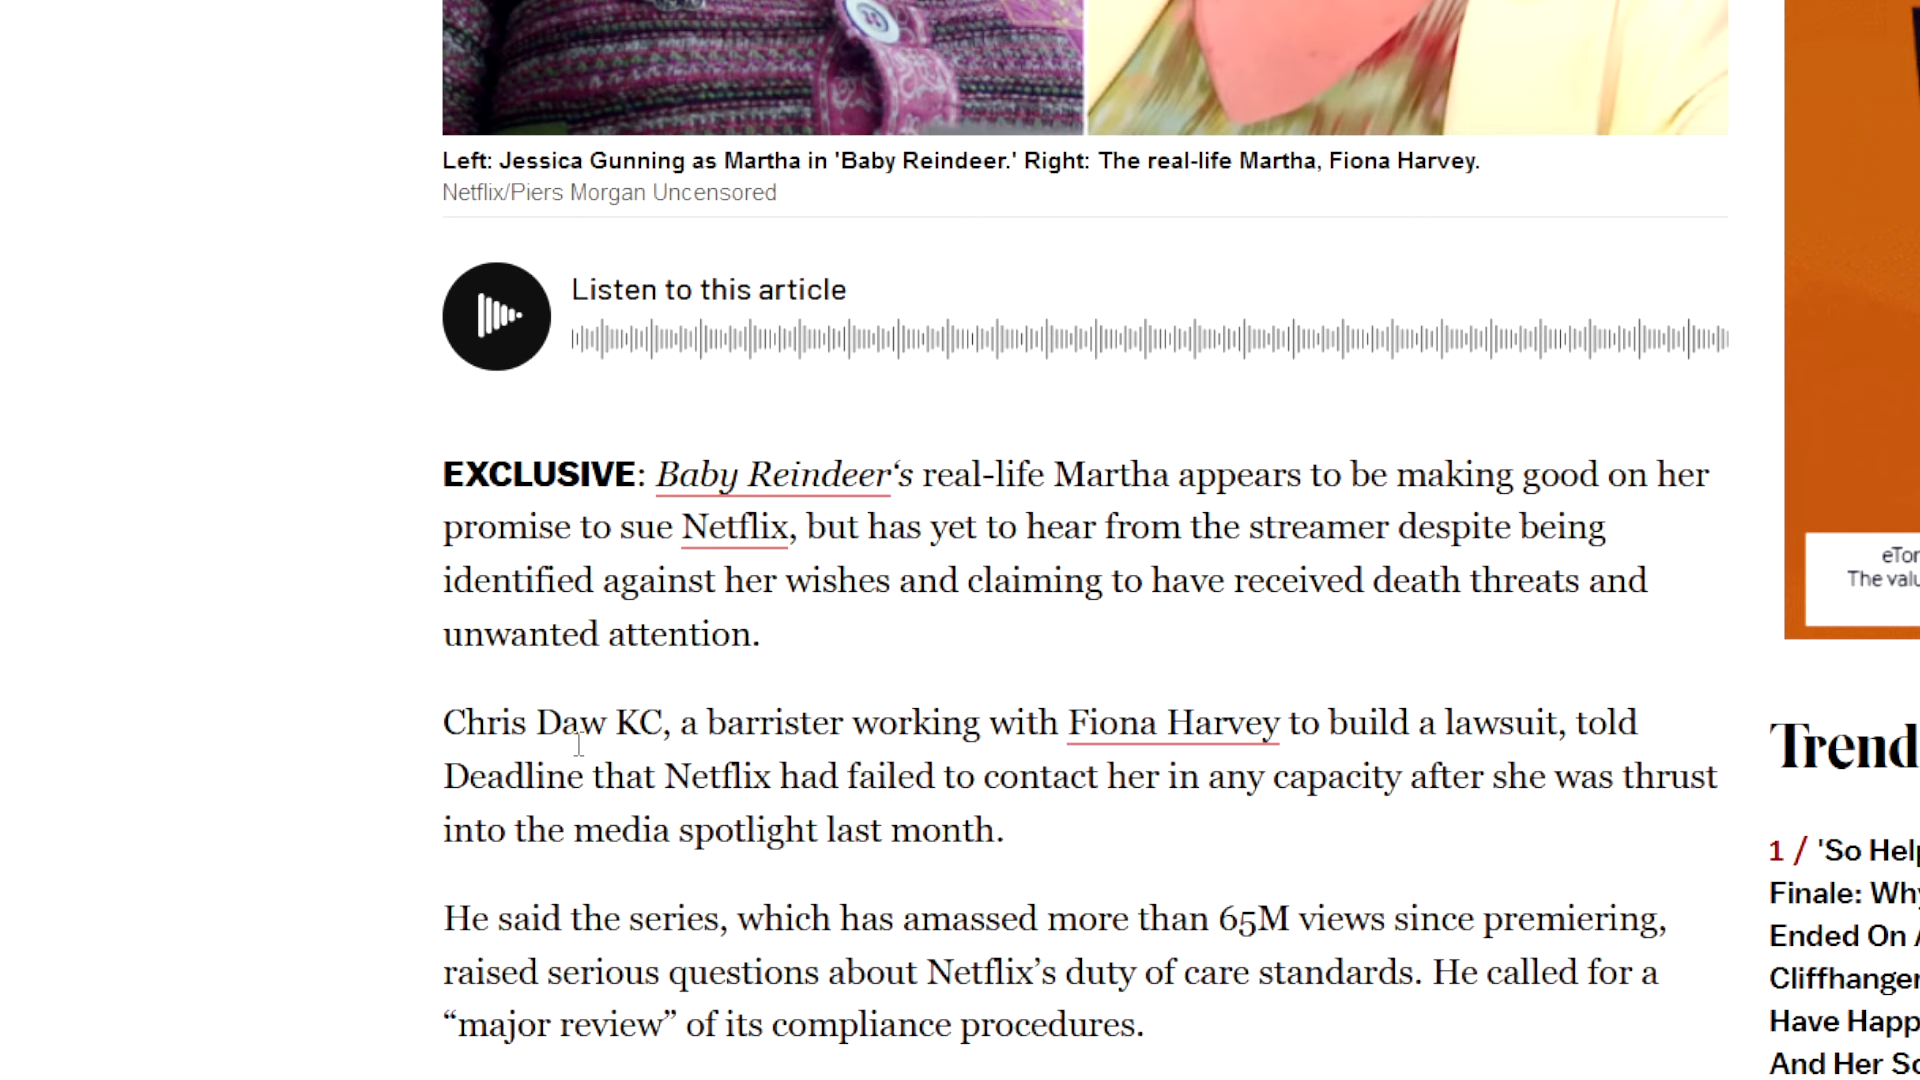 Left: Jessica Gunning as Martha in 'Baby Reindeer.' Right: The real-life Martha, Fiona Harvey.
Netflix/Piers Morgan Uncensored
Listen to this article
EXCLUSIVE: Baby Reindeer‘s real-life Martha appears to be making good on her
promise to sue Netflix, but has yet to hear from the streamer despite being
identified against her wishes and claiming to have received death threats and
unwanted attention.
Chris Daw KC, a barrister working with Fiona Harvey to build a lawsuit, told
Deadline that Netflix had failed to contact her in any capacity after she was thrust
into the media spotlight last month.
He said the series, which has amassed more than 65M views since premiering,
raised serious questions about Netflix’s duty of care standards. He called for a
“major review” of its compliance procedures.
The
Trend
1 / 'So Help
Finale: Why
Ended On
Cliffhanger
Have Happ
And Her